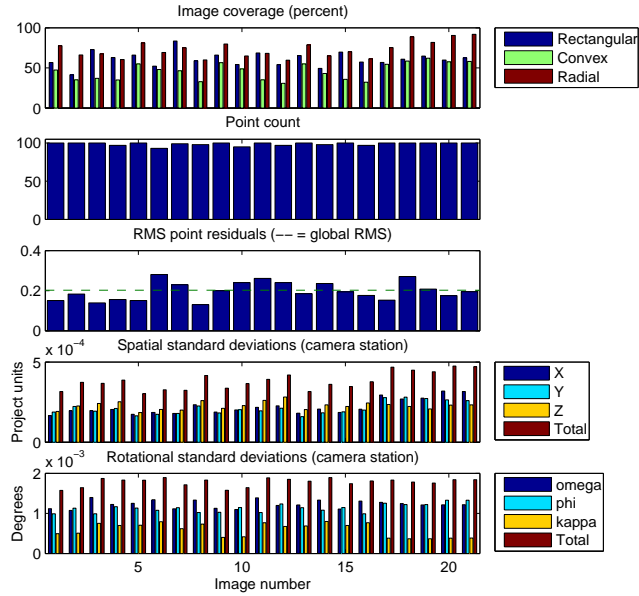 Image coverage (percent)
100
50
0
Rectangular
Convex
Radial
Point count
100
50
0
RMS point residuals (−− = global RMS)
0.4
0.2
0
x 10−4
Spatial standard deviations (camera station)
5
0
Project units
X
Y
Z
Total
x 10−3
Rotational standard deviations (camera station)
2
1
0
Degrees
omega
phi
kappa
Total
5 10 15 20
Image number